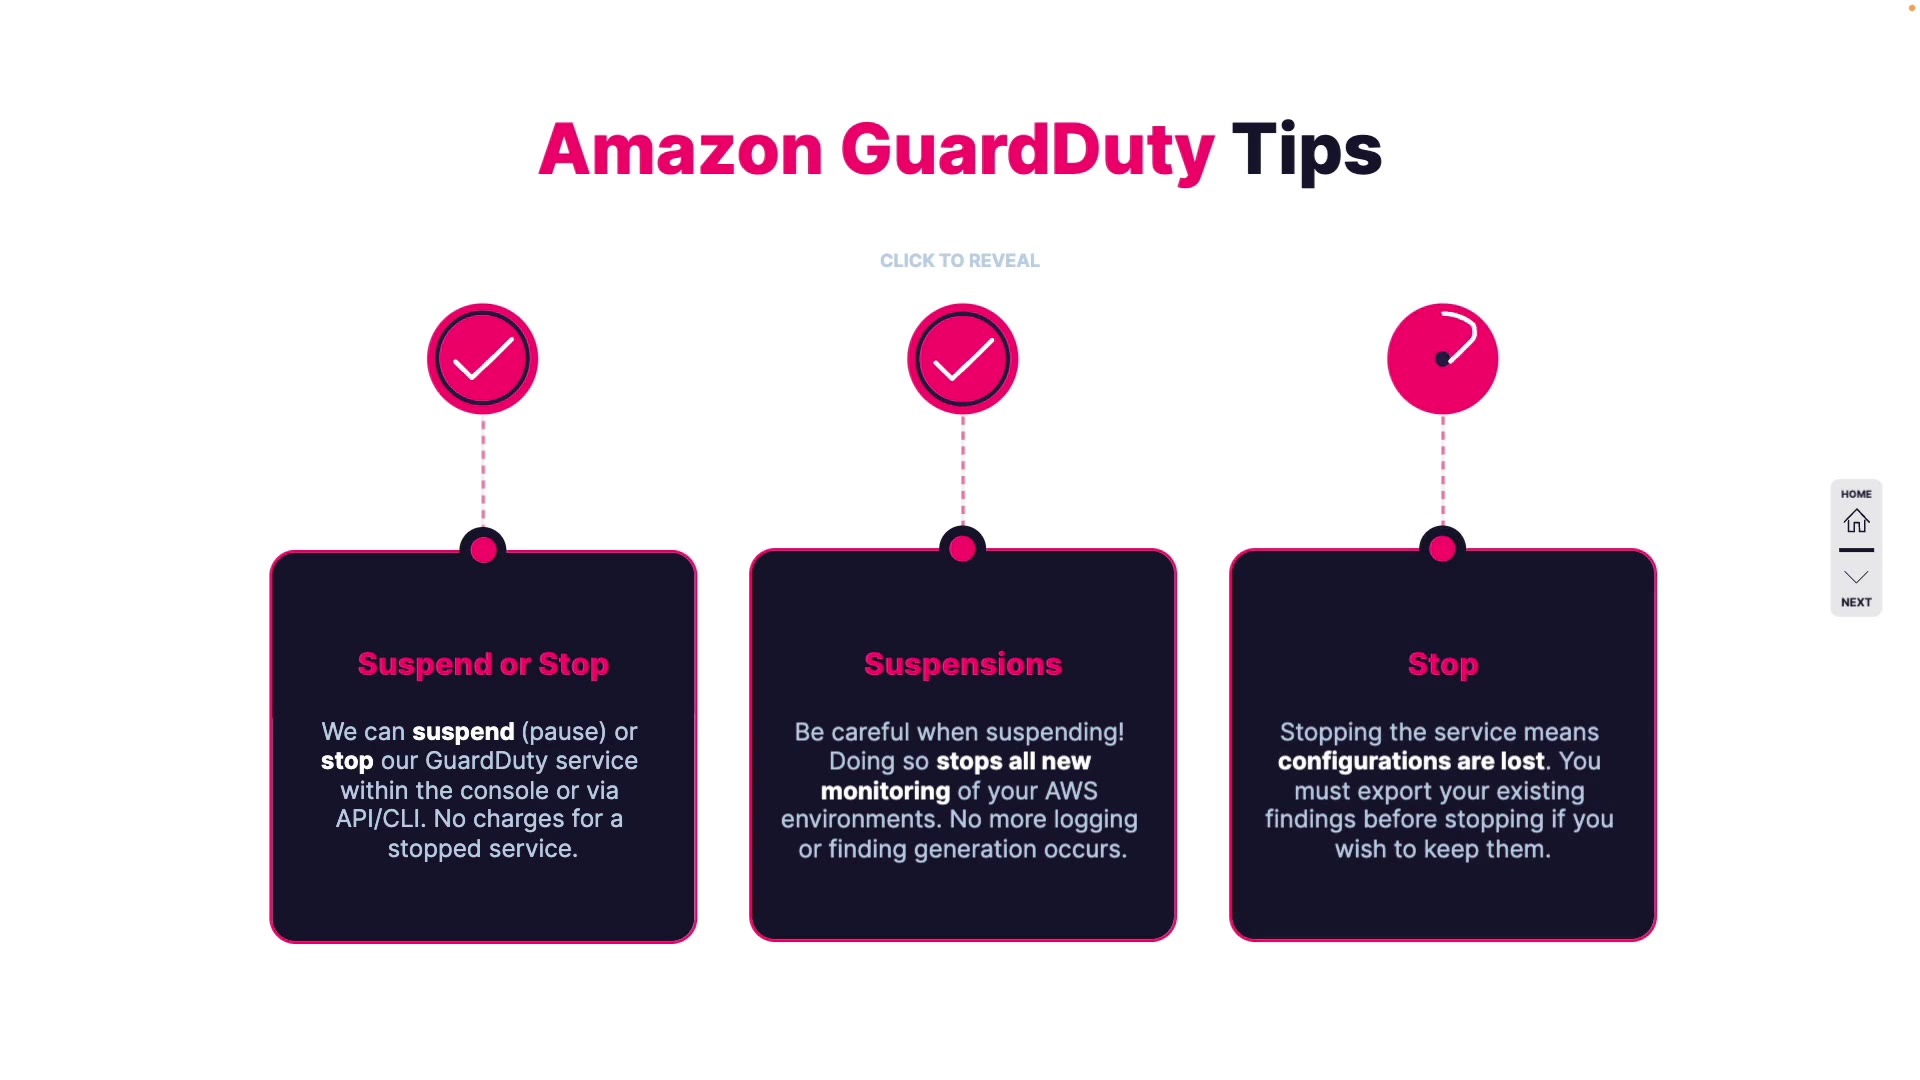 Amazon GuardDuty Tips
CLICK TO REVEAL
Suspend or Stop
We can suspend (pause) or
stop our GuardDuty service
within the console or via
API/CLI. No charges for a
stopped service.
Suspensions
Be careful when suspending!
Doing so stops all new
monitoring of your AWS
environments. No more logging
or finding generation occurs.
Stop
Stopping the service means
configurations are lost. You
must export your existing
findings before stopping if you
wish to keep them.
HOME
NEXT